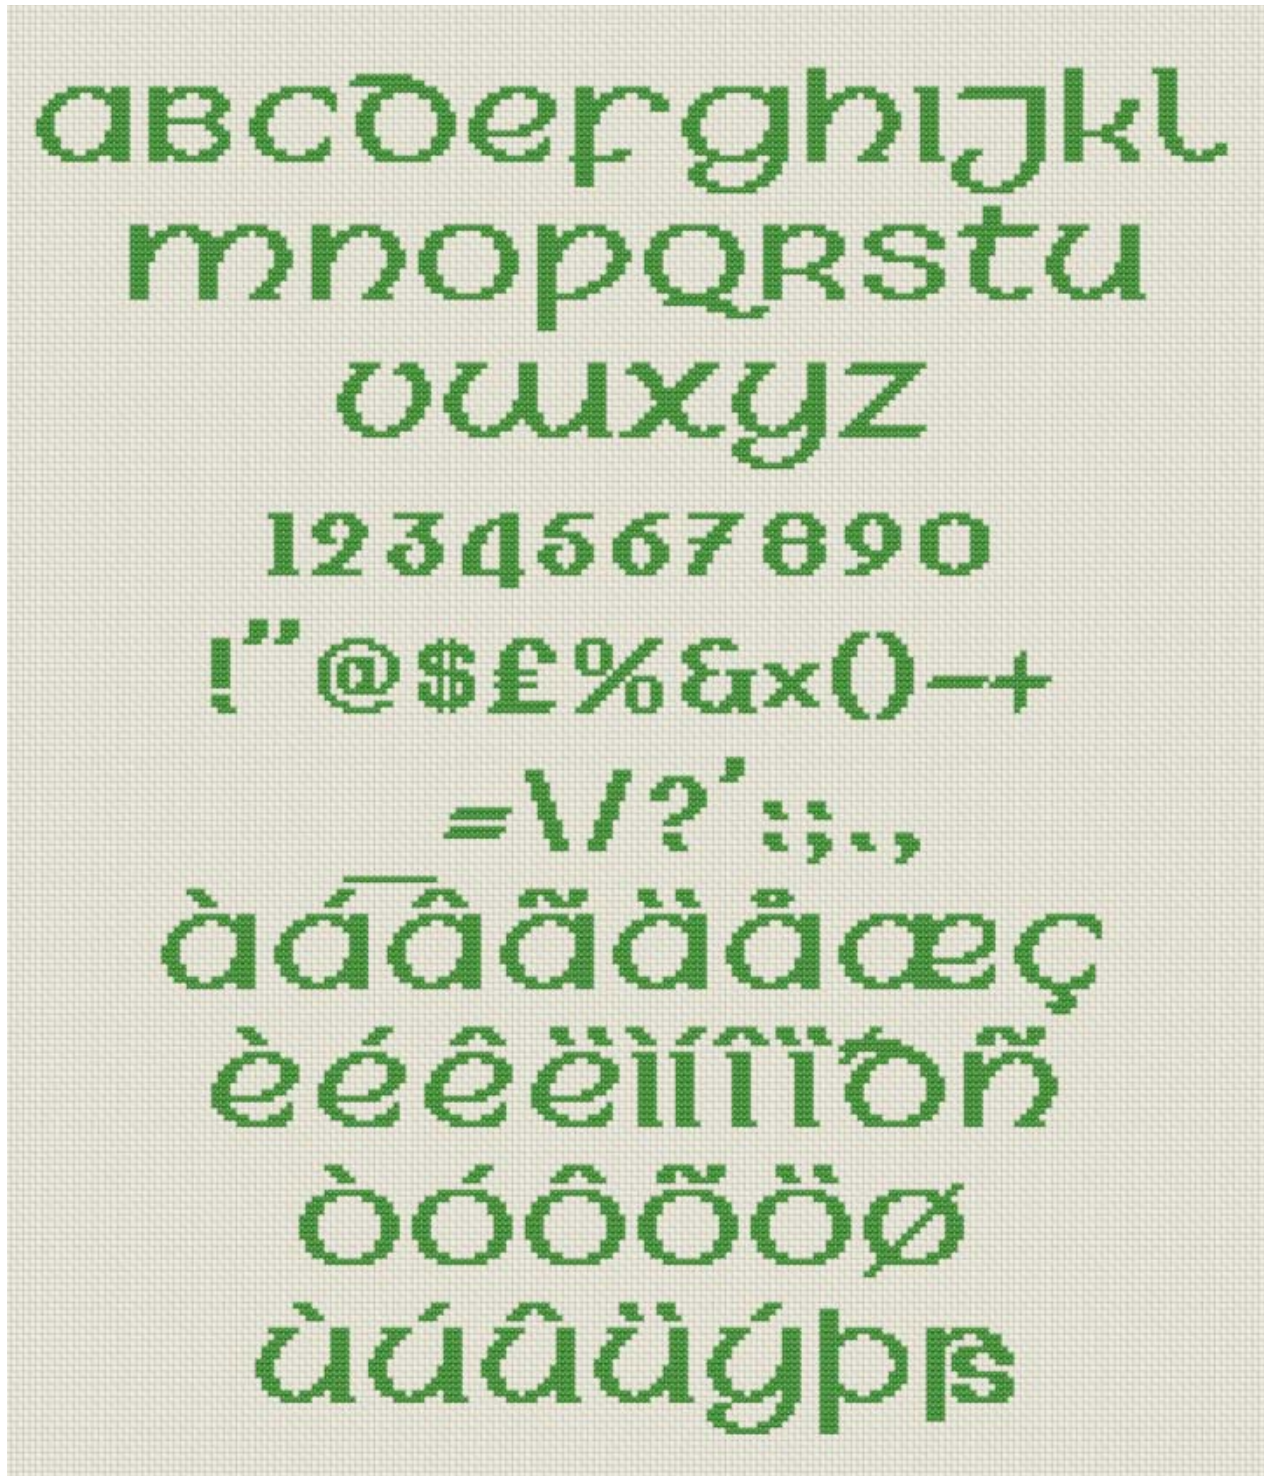 abcdefghijkl
mnopqrstu
vwxyz
1234567890
!"@$£%&×()-+
_=\/?':;.,
àáâãäåæç
èéêëìíîïðñ
òóôõöø
ùúûüýþß